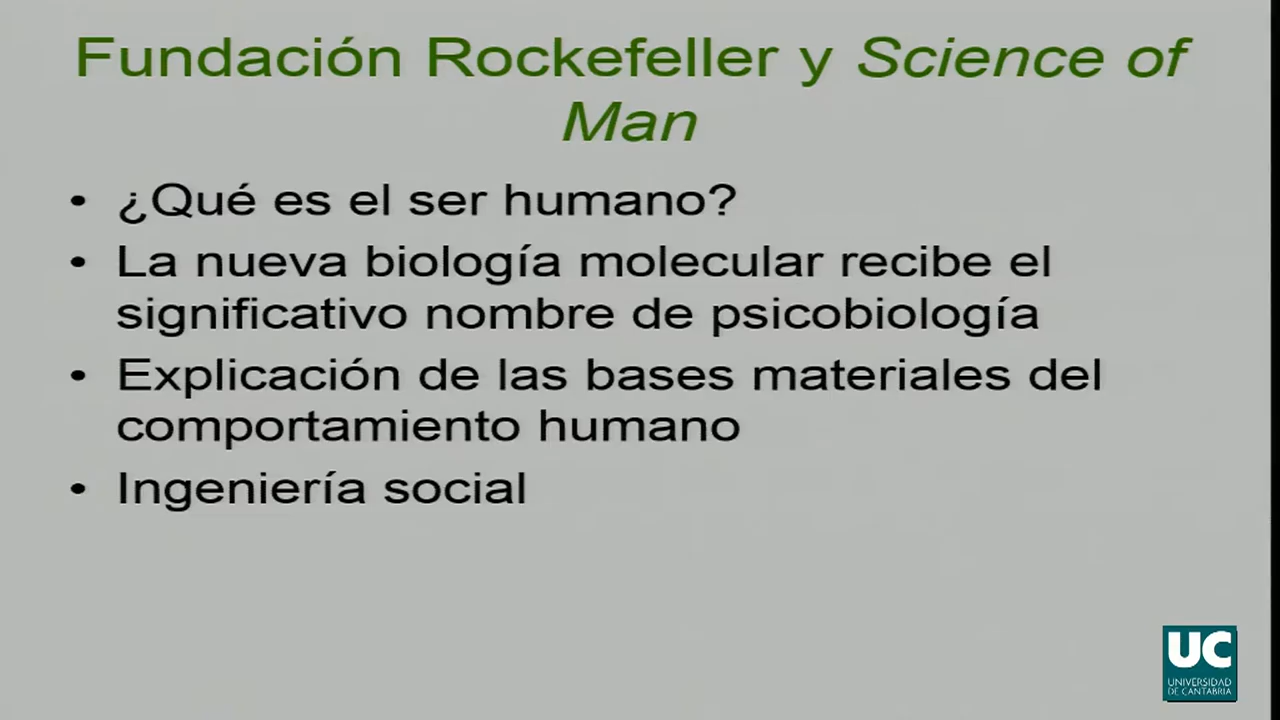 Fundación Rockefeller y Science of
Man
• ¿Qué es el ser humano?
• La nueva biología molecular recibe el
significativo nombre de psicobiología
• Explicación de las bases materiales del
comportamiento humano
• Ingeniería social
UC
UNIVERSIDAD
DE CANTABRIA